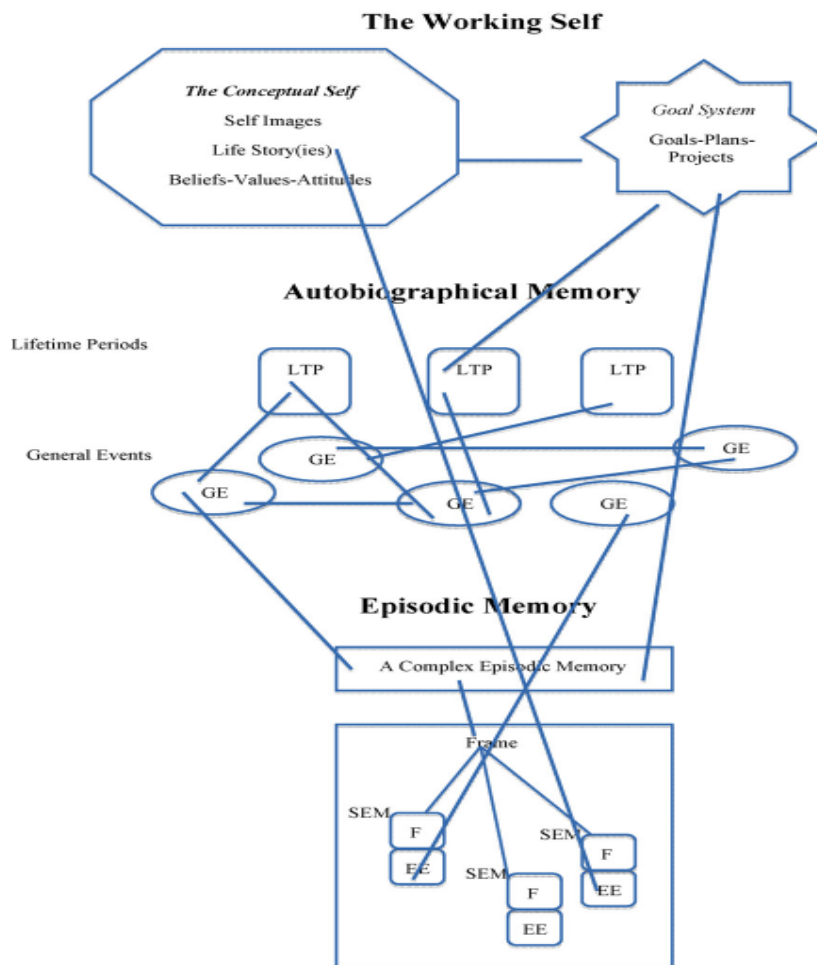 The Working Self
The Conceptual Self
Self Images
Life Story(ies)
Beliefs-Values-Attitudes
Goal System
Goals-Plans-
Projects
Autobiographical Memory
Lifetime Periods
LTP
LTP
LTP
General Events
GE
GE
GE
GE
GE
Episodic Memory
A Complex Episodic Memory
Frame
SEM
F
EE
SEM
F
EE
SEM
F
EE